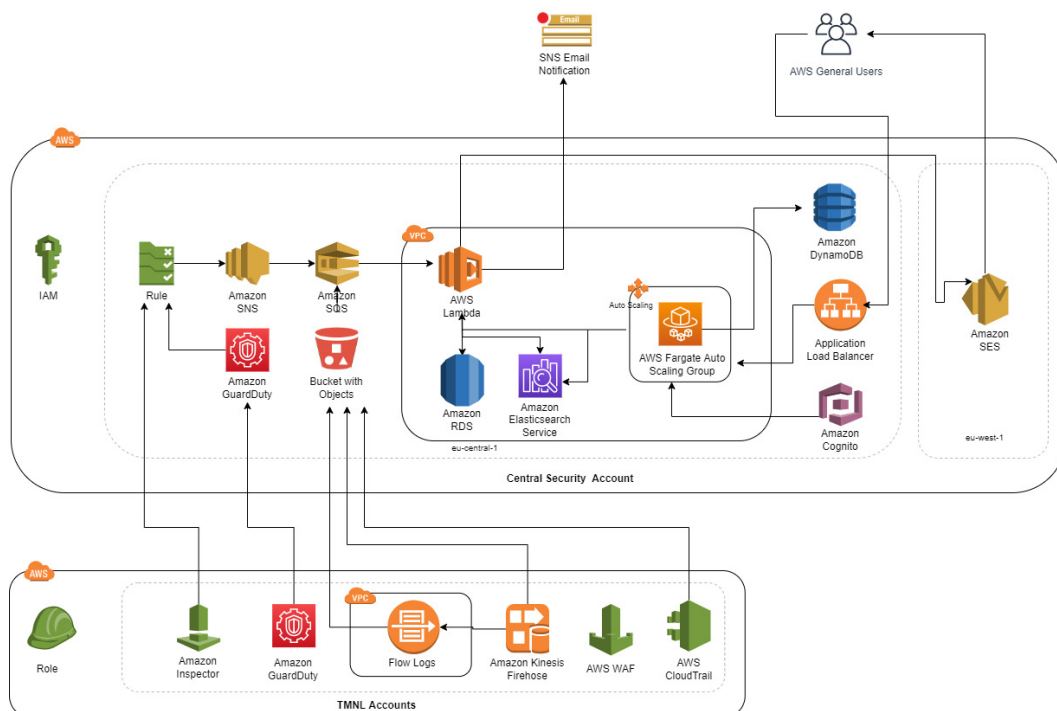 Email
SNS Email
Notification
AWS General Users
AWS
VPC
IAM
Rule
Amazon
SNS
Amazon
SQS
AWS
Lambda
Auto Scaling
AWS Fargate Auto
Scaling Group
Amazon
DynamoDB
Application
Load Balancer
Amazon
SES
Amazon
GuardDuty
Bucket with
Objects
Amazon
RDS
Amazon
Elasticsearch
Service
Amazon
Cognito
eu-central-1
eu-west-1
Central Security Account
AWS
VPC
Role
Amazon
Inspector
Amazon
GuardDuty
Flow Logs
Amazon Kinesis
Firehose
AWS WAF
AWS
CloudTrail
TMNL Accounts